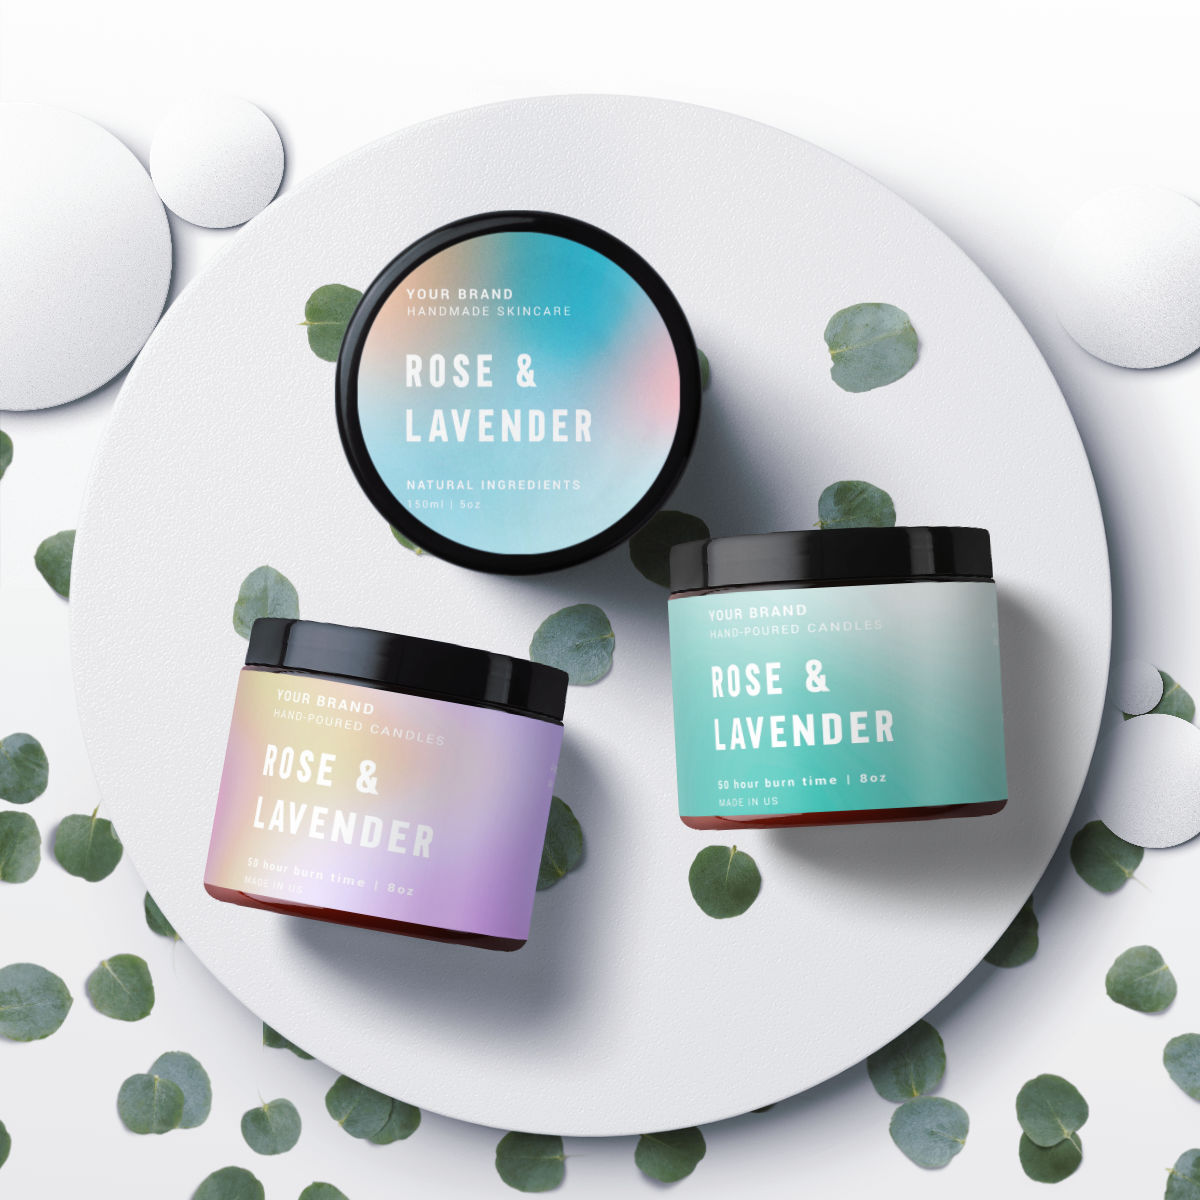 YOUR BRAND
HANDMADE SKINCARE
ROSE &
LAVENDER
NATURAL INGREDIENTS
150ml | 5oz
YOUR BRAND
HAND-POURED CANDLES
ROSE &
LAVENDER
50 hour burn time | 8oz
MADE IN US
YOUR BRAND
HAND-POURED CANDLES
ROSE &
LAVENDER
50 hour burn time | 8oz
MADE IN US